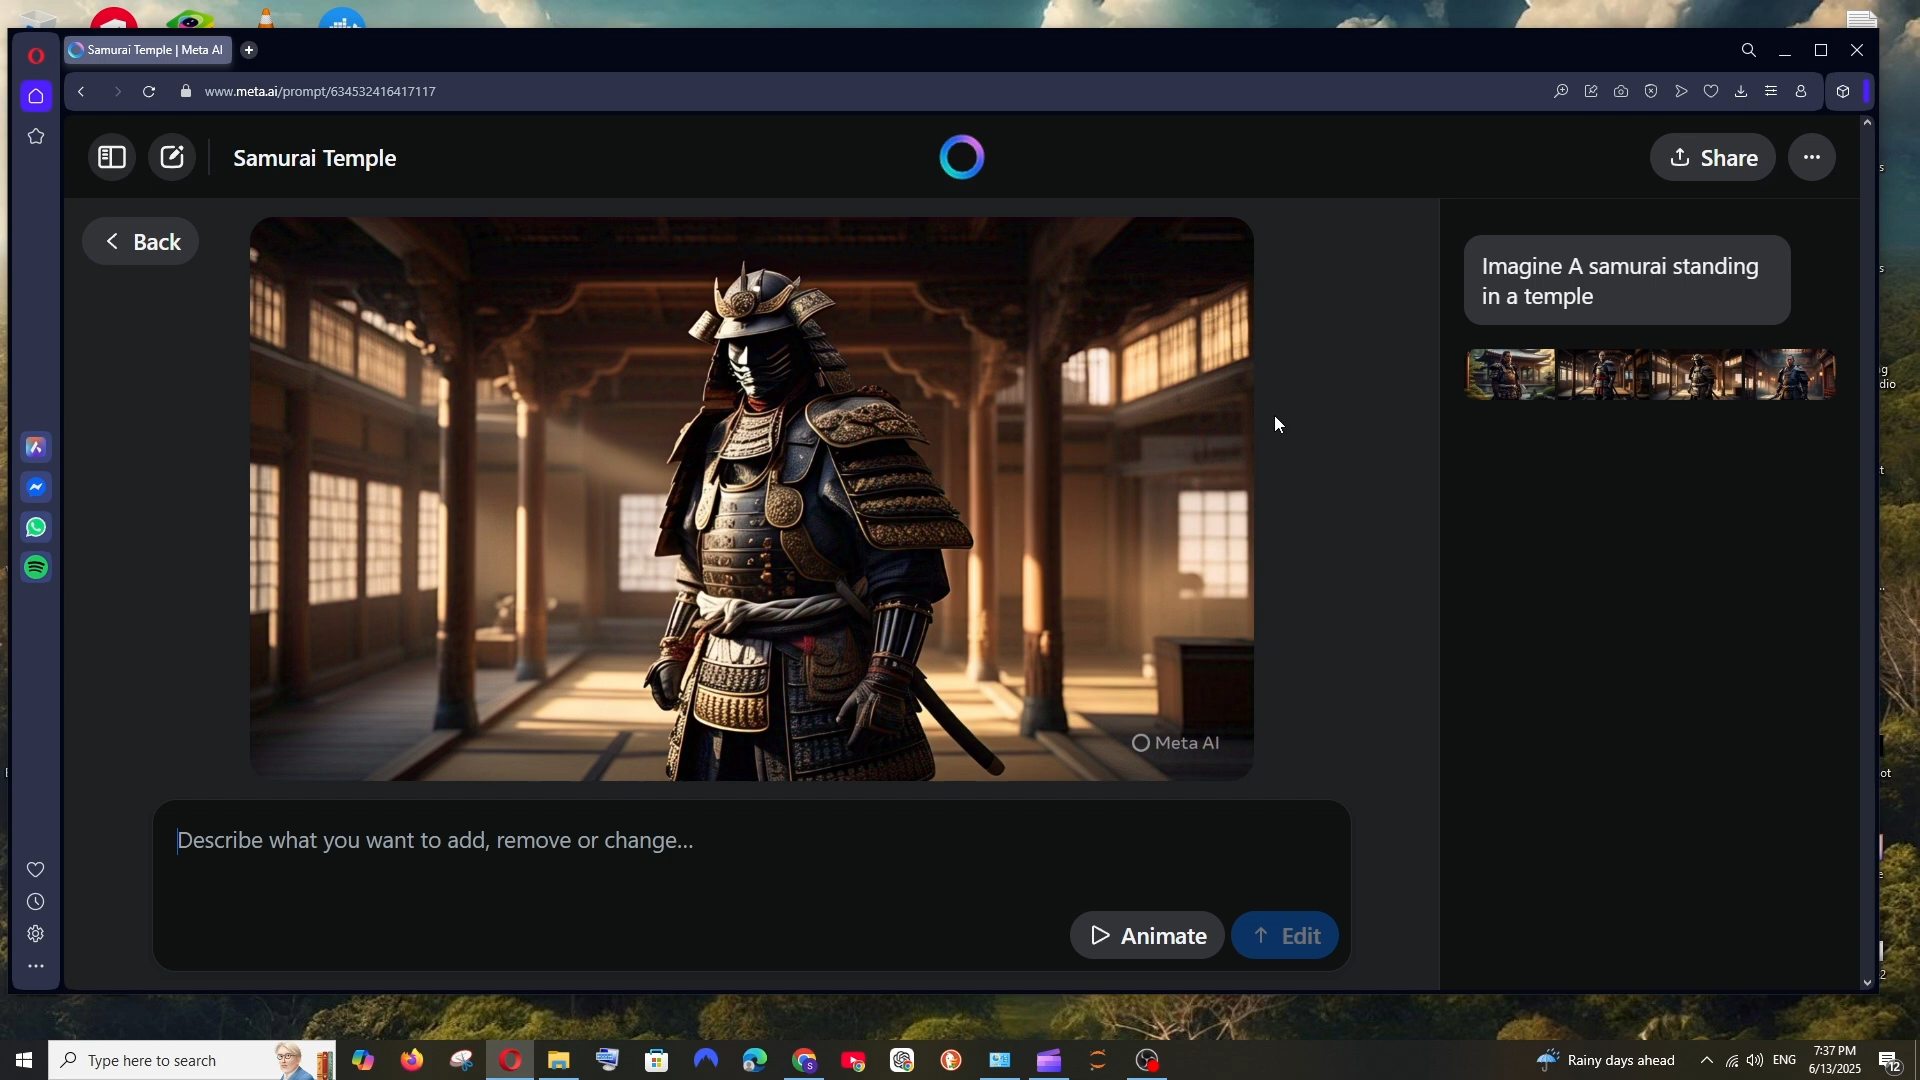 Samurai Temple | Meta AI
www.meta.ai/prompt/634532416417117
Samurai Temple
Share
Back
Imagine A samurai standing
in a temple
Meta AI
Describe what you want to add, remove or change...
Animate
Edit
Type here to search
Rainy days ahead
ENG
7:37 PM
6/13/2025
12